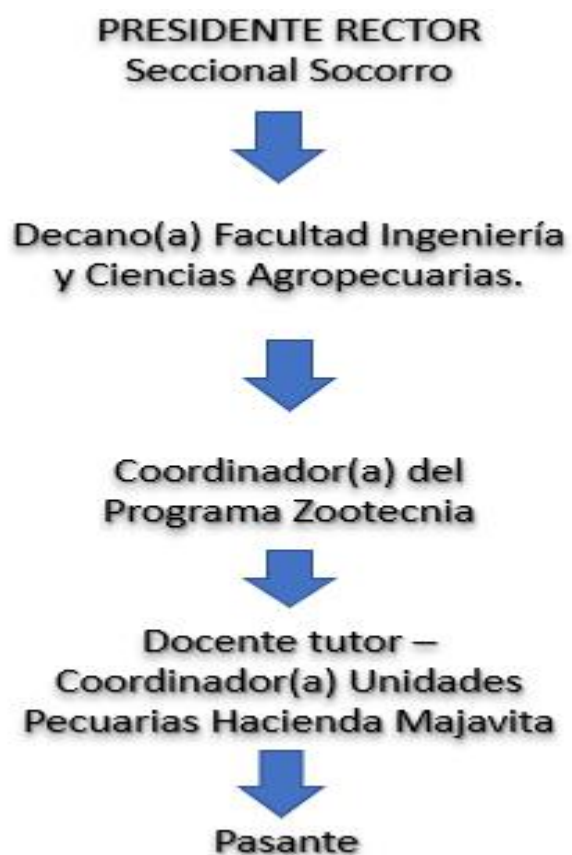 PRESIDENTE RECTOR
Seccional Socorro
Decano(a) Facultad Ingeniería
y Ciencias Agropecuarias.
Coordinador(a) del
Programa Zootecnia
Docente tutor –
Coordinador(a) Unidades
Pecuarias Hacienda Majavita
Pasante